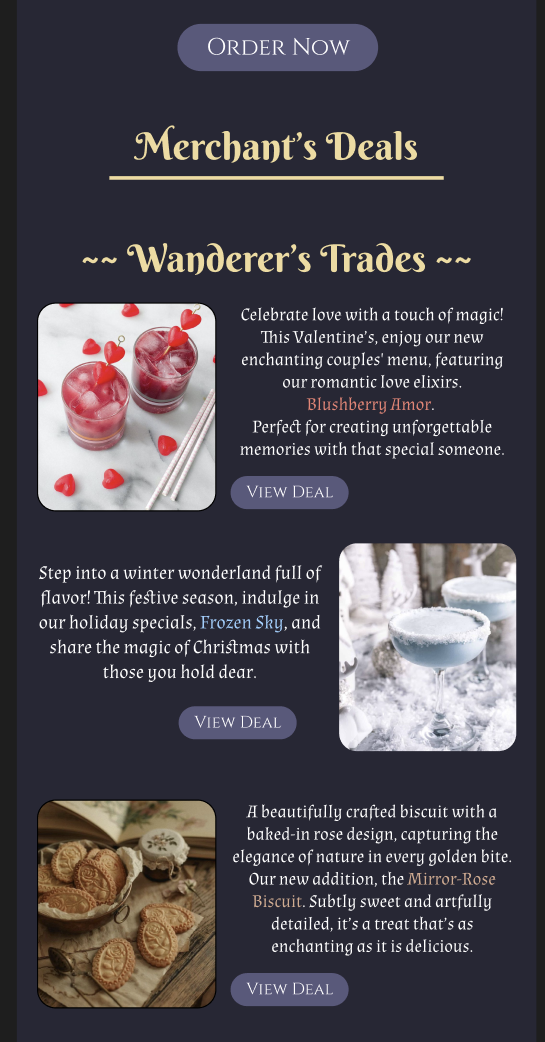 Order Now
Merchant's Deals
~~ Wanderer's Trades ~~
Celebrate love with a touch of magic!
This Valentine's, enjoy our new
enchanting couples' menu, featuring
our romantic love elixirs.
Blushberry Amor.
Perfect for creating unforgettable
memories with that special someone.
View Deal
Step into a winter wonderland full of
flavor! This festive season, indulge in
our holiday specials, Frozen Sky, and
share the magic of Christmas with
those you hold dear.
View Deal
A beautifully crafted biscuit with a
baked-in rose design, capturing the
elegance of nature in every golden bite.
Our new addition, the Mirror-Rose
Biscuit. Subtly sweet and artfully
detailed, it's a treat that's as
enchanting as it is delicious.
View Deal